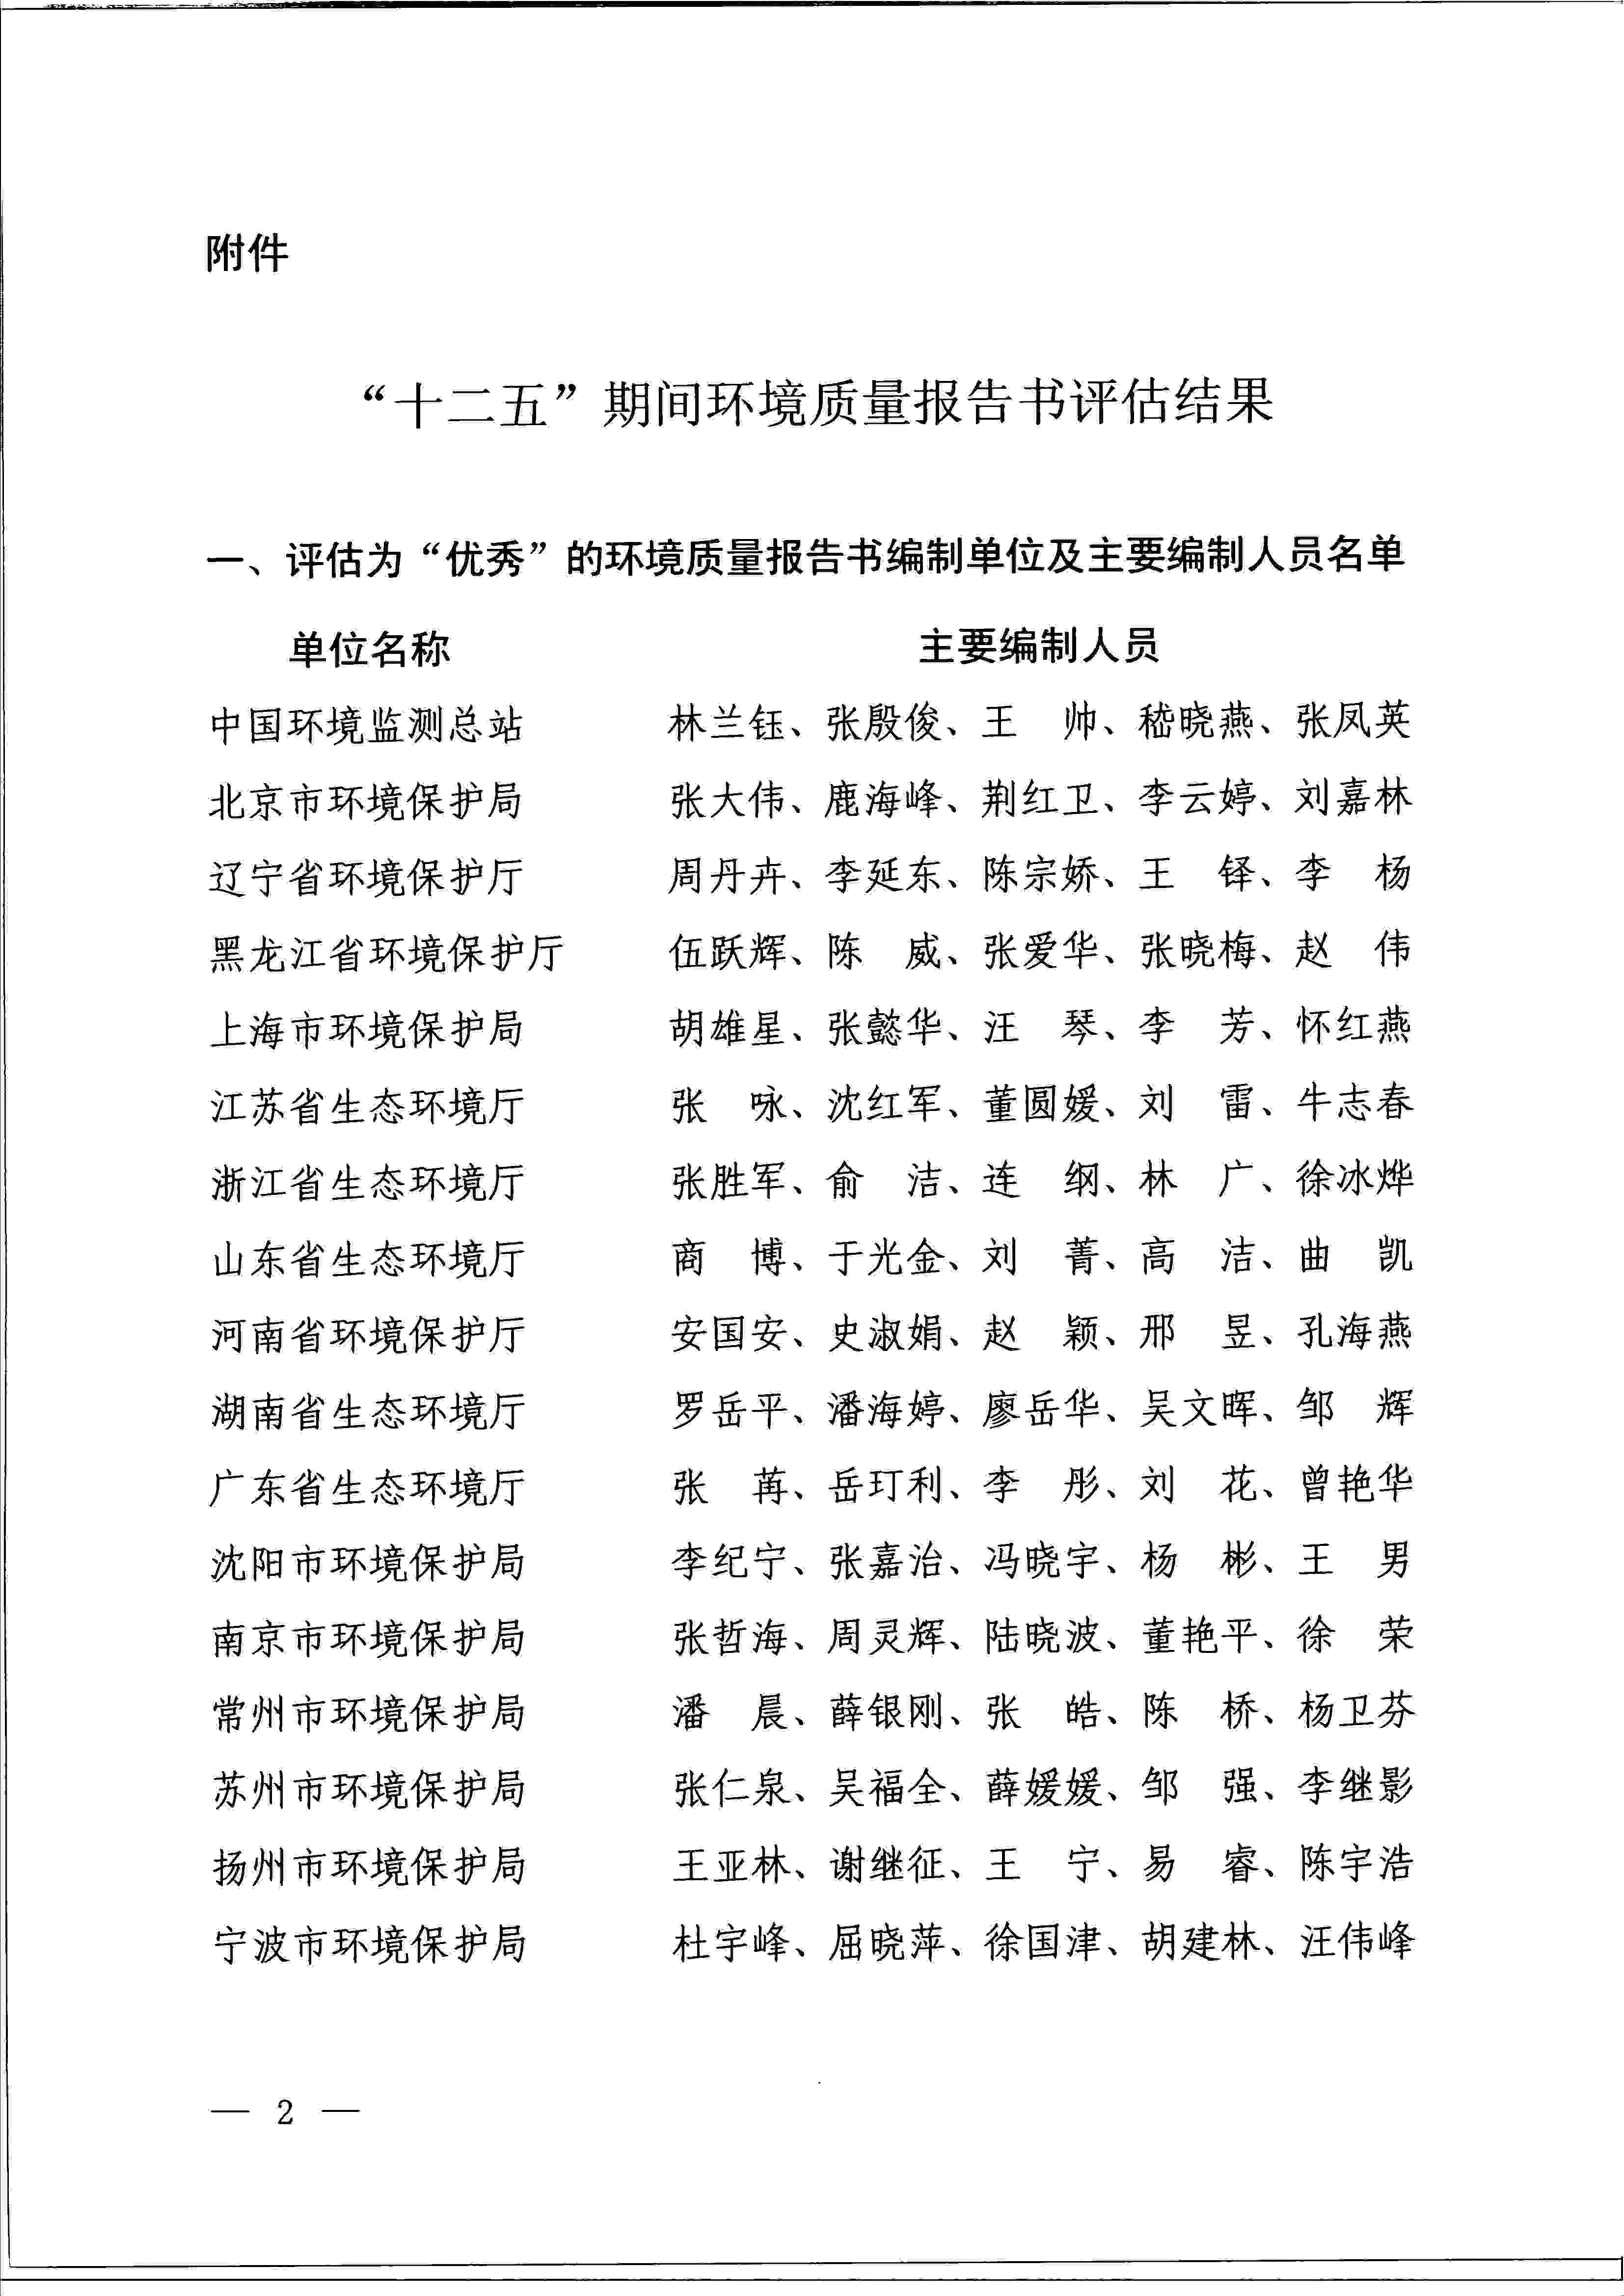 附件
“十二五”期间环境质量报告书评估结果
一、评估为“优秀”的环境质量报告书编制单位及主要编制人员名单
单位名称 主要编制人员
中国环境监测总站 林兰钰、张殷俊、王　帅、嵇晓燕、张凤英
北京市环境保护局 张大伟、鹿海峰、荆红卫、李云婷、刘嘉林
辽宁省环境保护厅 周丹卉、李延东、陈宗娇、王　铎、李　杨
黑龙江省环境保护厅 伍跃辉、陈　威、张爱华、张晓梅、赵　伟
上海市环境保护局 胡雄星、张懿华、汪　琴、李　芳、怀红燕
江苏省生态环境厅 张　咏、沈红军、董圆媛、刘　雷、牛志春
浙江省生态环境厅 张胜军、俞　洁、连　纲、林　广、徐冰烨
山东省生态环境厅 商　博、于光金、刘　菁、高　洁、曲　凯
河南省环境保护厅 安国安、史淑娟、赵　颖、邢　昱、孔海燕
湖南省生态环境厅 罗岳平、潘海婷、廖岳华、吴文晖、邹　辉
广东省生态环境厅 张　苒、岳玎利、李　彤、刘　花、曾艳华
沈阳市环境保护局 李纪宁、张嘉治、冯晓宇、杨　彬、王　男
南京市环境保护局 张哲海、周灵辉、陆晓波、董艳平、徐　荣
常州市环境保护局 潘　晨、薛银刚、张　皓、陈　桥、杨卫芬
苏州市环境保护局 张仁泉、吴福全、薛媛媛、邹　强、李继影
扬州市环境保护局 王亚林、谢继征、王　宁、易　睿、陈宇浩
宁波市环境保护局 杜宇峰、屈晓萍、徐国津、胡建林、汪伟峰
— 2 —